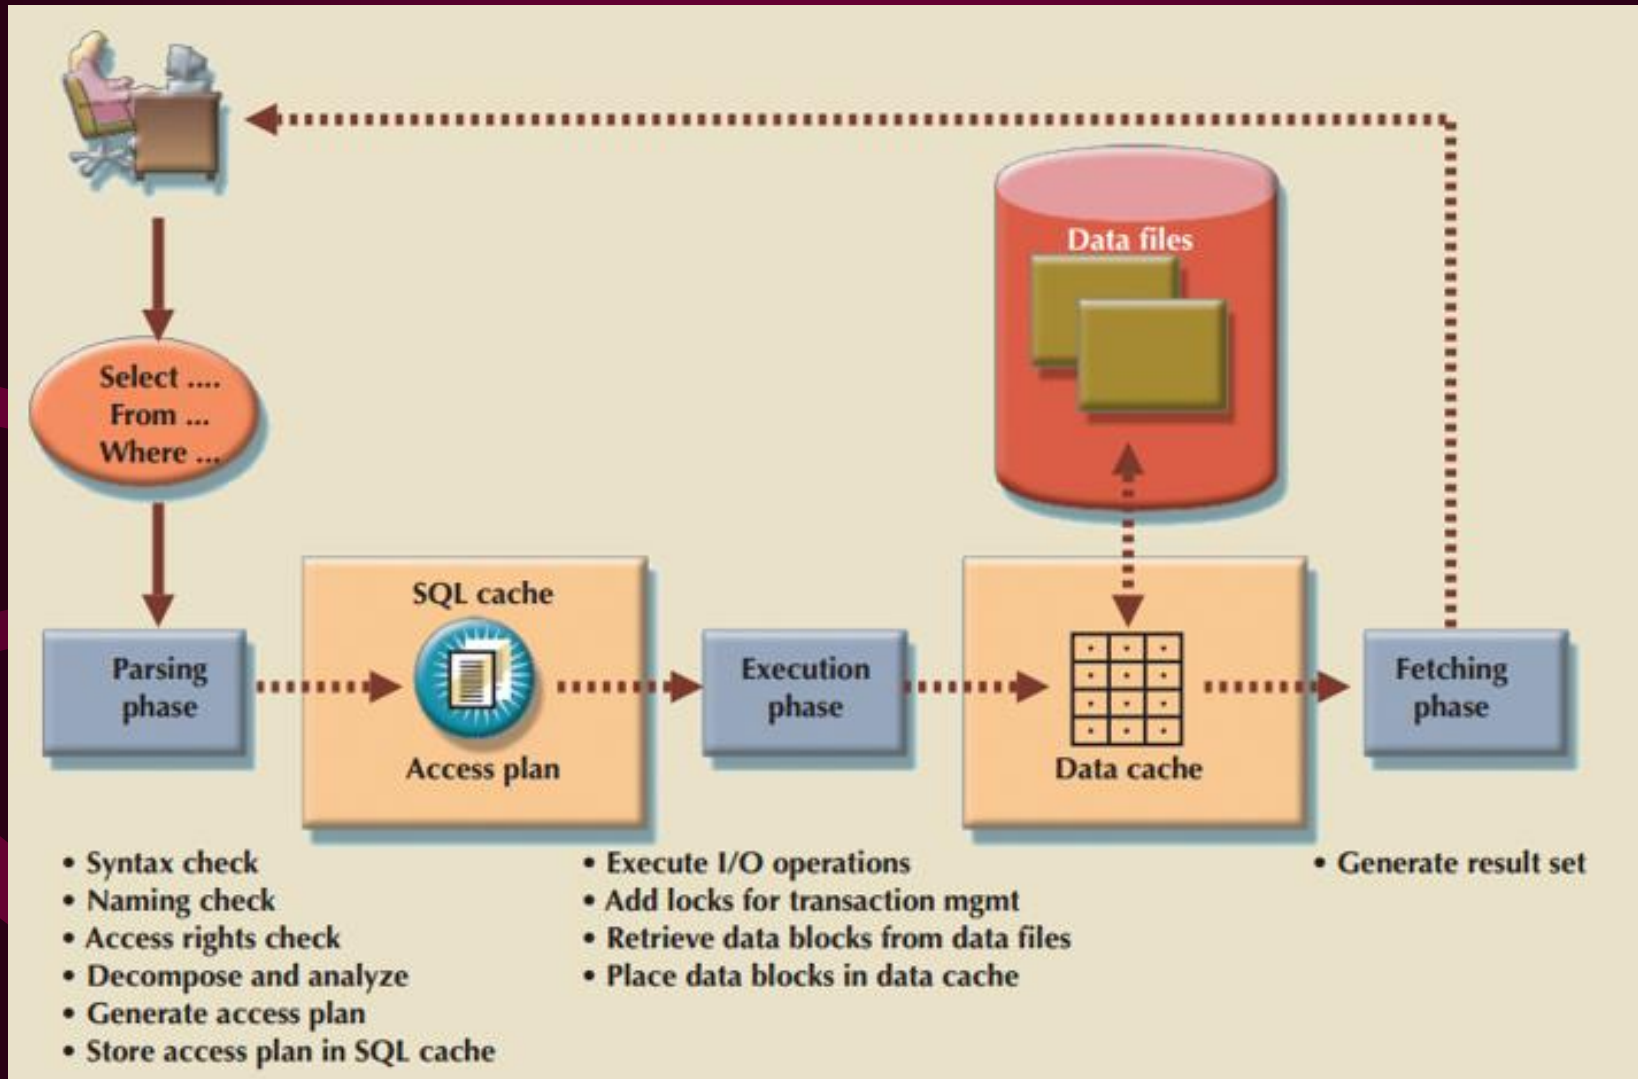 Data files
Select ....
From ...
Where ...
SQL cache
Parsing
phase
Access plan
Execution
phase
Data cache
Fetching
phase
• Syntax check
• Naming check
• Access rights check
• Decompose and analyze
• Generate access plan
• Store access plan in SQL cache
• Execute I/O operations
• Add locks for transaction mgmt
• Retrieve data blocks from data files
• Place data blocks in data cache
• Generate result set